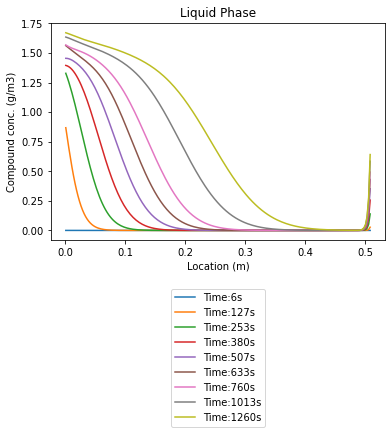 Liquid Phase
Compound conc. (g/m3)
1.75
1.50
1.25
1.00
0.75
0.50
0.25
0.00
0.0 0.1 0.2 0.3 0.4 0.5
Location (m)
Time:6s
Time:127s
Time:253s
Time:380s
Time:507s
Time:633s
Time:760s
Time:1013s
Time:1260s